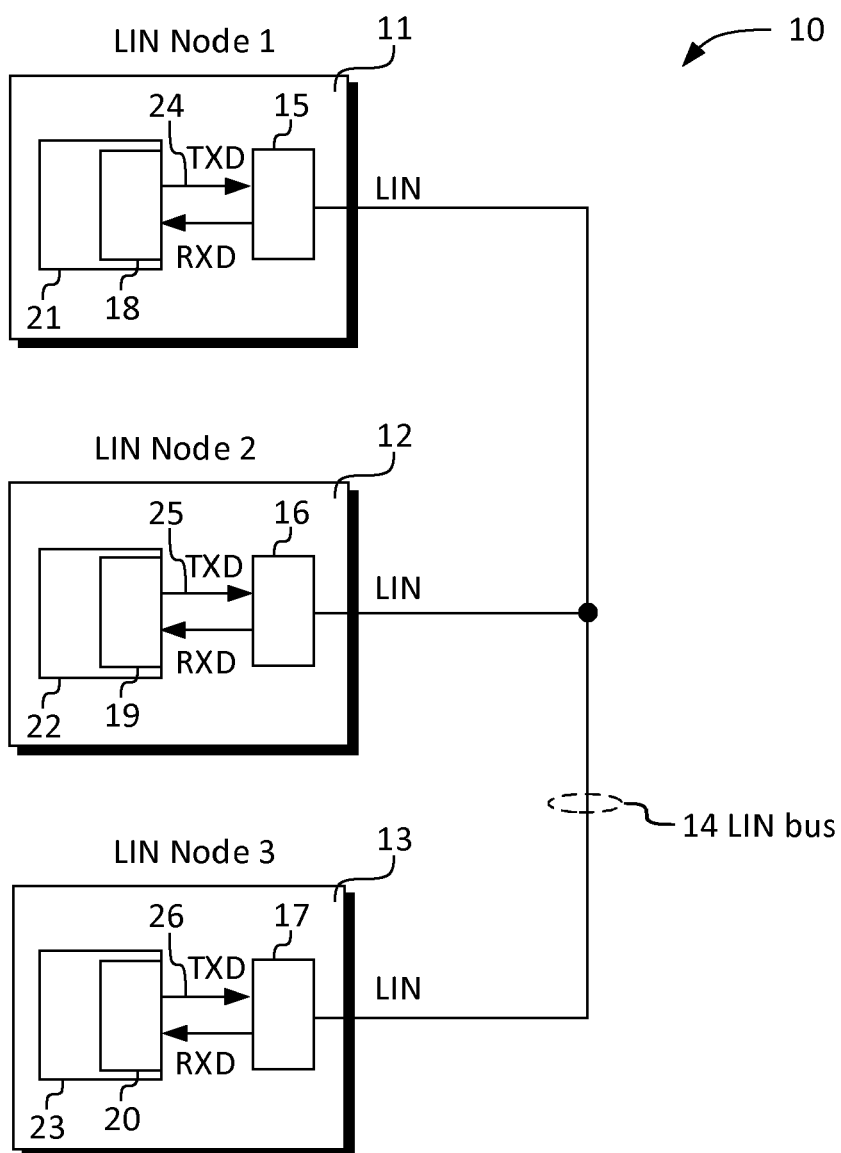 10
LIN Node 1
11
24
15
TXD
LIN
RXD
21
18
LIN Node 2
12
25
16
TXD
LIN
RXD
22
19
14 LIN bus
LIN Node 3
13
26
17
TXD
LIN
RXD
23
20